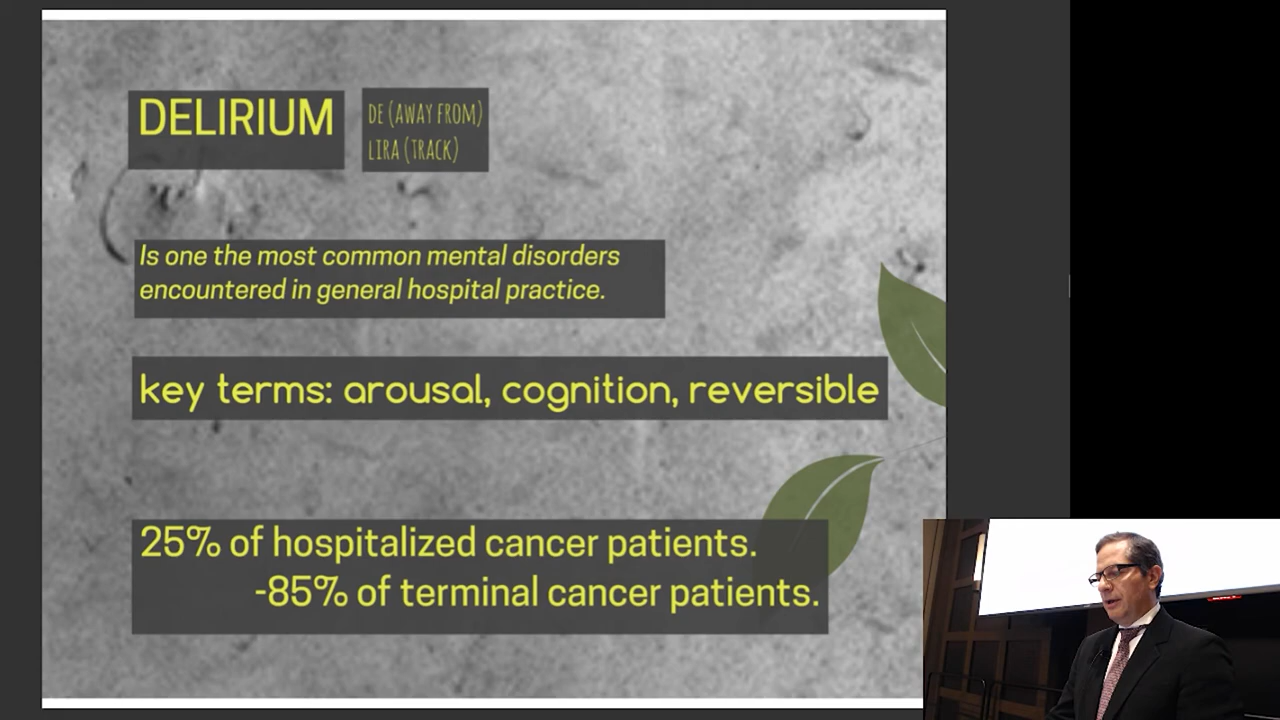 DELIRIUM
DE (AWAY FROM)
LIRA (TRACK)
Is one the most common mental disorders
encountered in general hospital practice.
key terms: arousal, cognition, reversible
25% of hospitalized cancer patients.
-85% of terminal cancer patients.